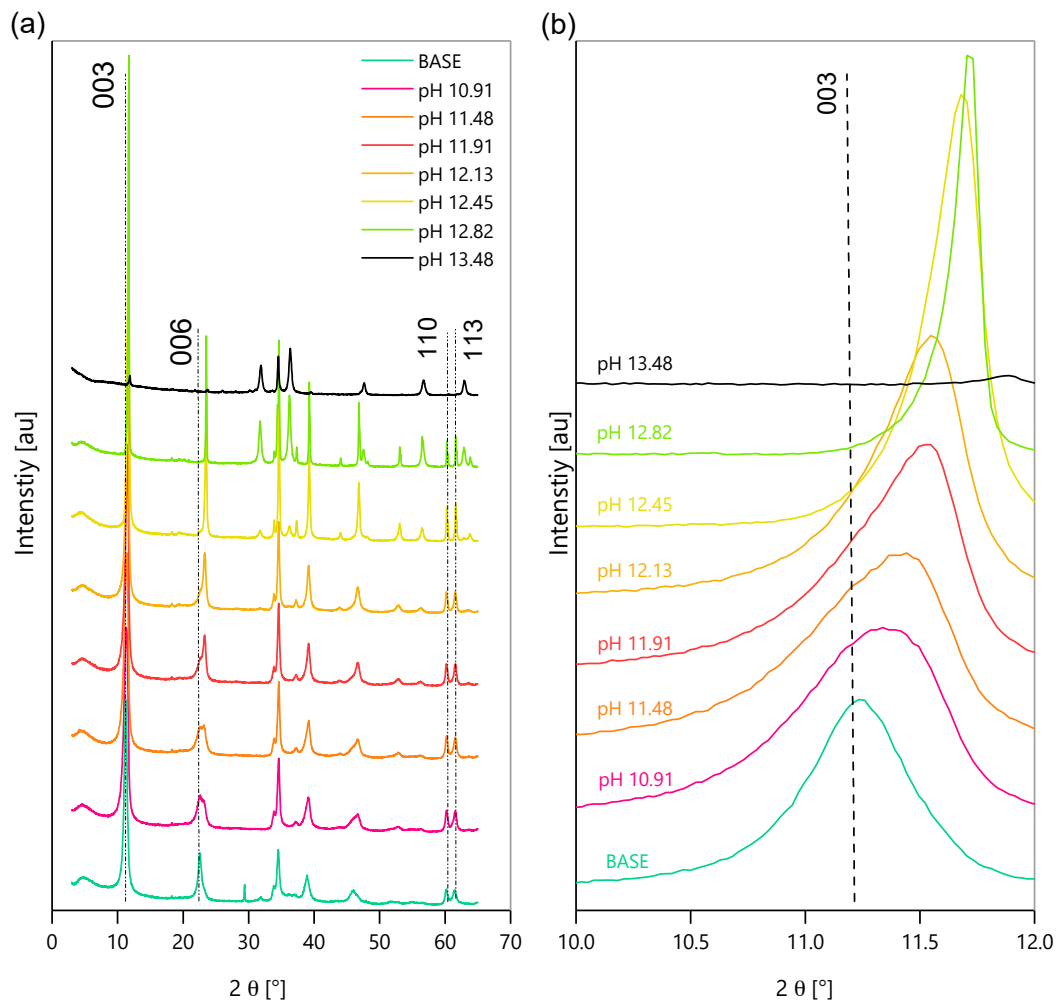 (a)
003
006
110
113
BASE
pH 10.91
pH 11.48
pH 11.91
pH 12.13
pH 12.45
pH 12.82
pH 13.48
Intenstiy [au]
0 10 20 30 40 50 60 70
2 θ [°]
(b)
003
pH 13.48
pH 12.82
pH 12.45
pH 12.13
pH 11.91
pH 11.48
pH 10.91
BASE
Intenstiy [au]
10.0 10.5 11.0 11.5 12.0
2 θ [°]